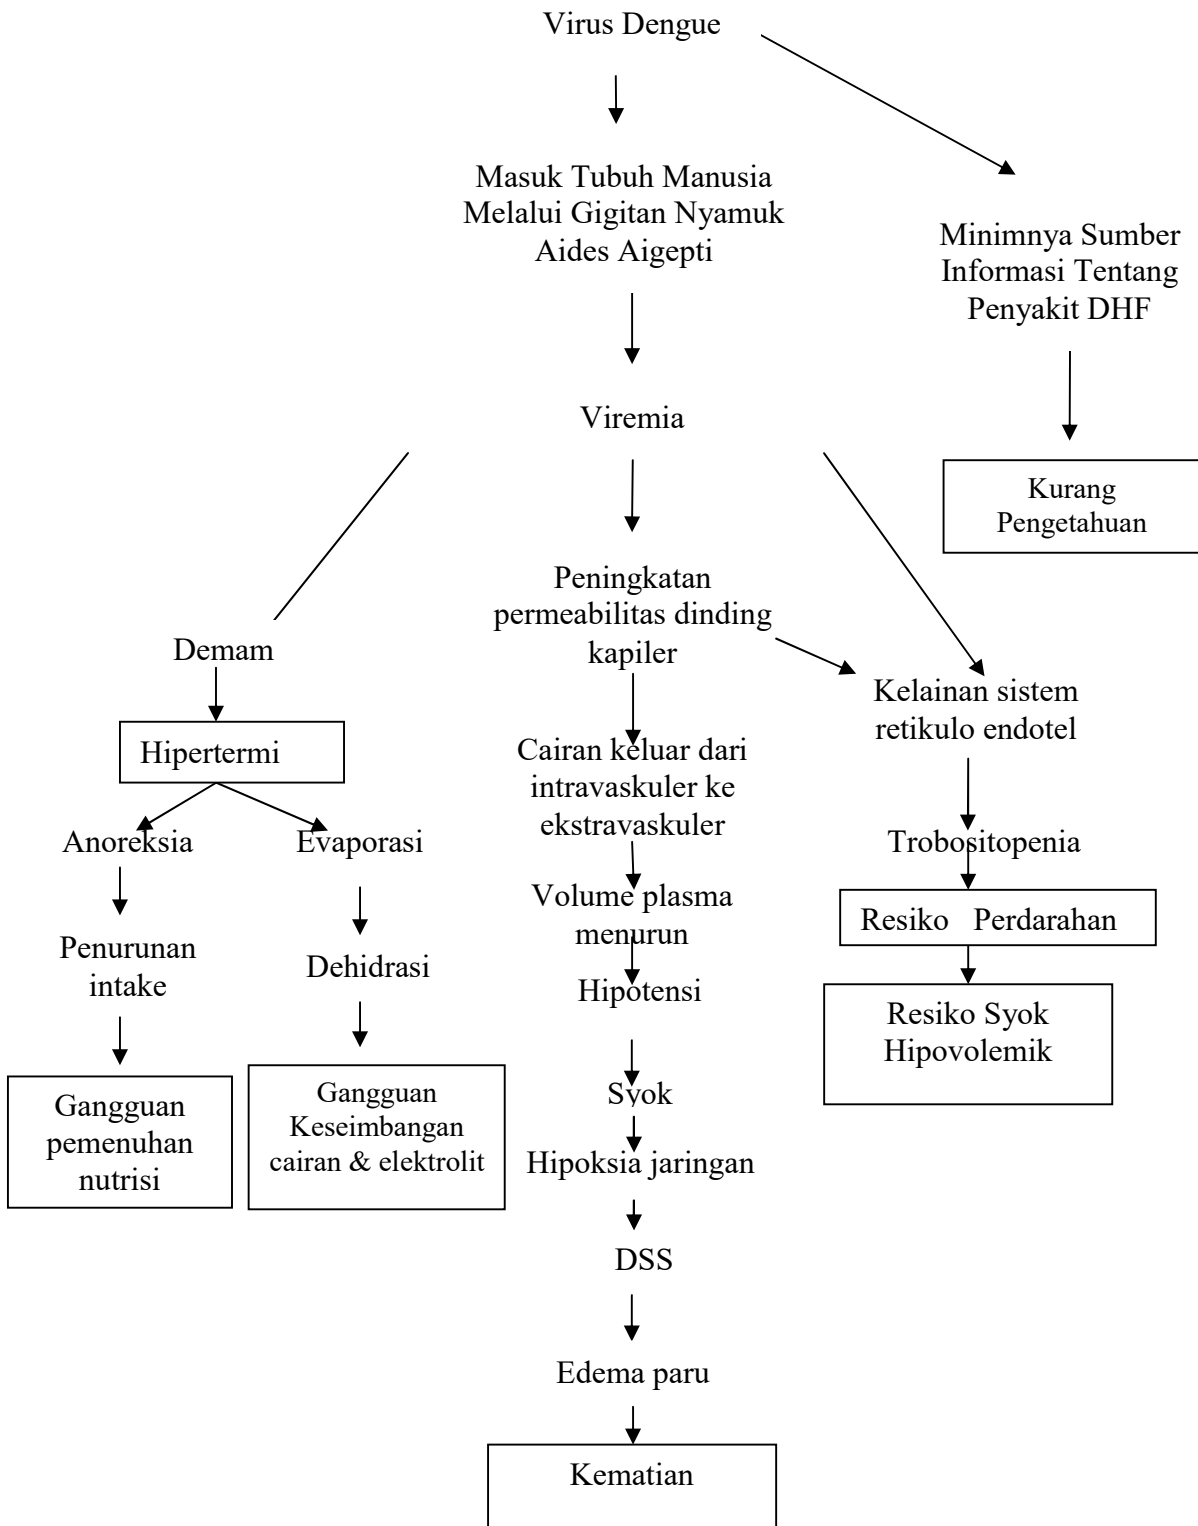 Virus Dengue
Masuk Tubuh Manusia
Melalui Gigitan Nyamuk
Aides Aigepti
Minimnya Sumber
Informasi Tentang
Penyakit DHF
Viremia
Kurang
Pengetahuan
Peningkatan
permeabilitas dinding
kapiler
Demam
Kelainan sistem
retikulo endotel
Hipertermi
Cairan keluar dari
intravaskuler ke
ekstravaskuler
Anoreksia
Evaporasi
Trobositopenia
Volume plasma
menurun
Resiko Perdarahan
Penurunan
intake
Dehidrasi
Hipotensi
Resiko Syok
Hipovolemik
Gangguan
pemenuhan
nutrisi
Gangguan
Keseimbangan
cairan & elektrolit
Syok
Hipoksia jaringan
DSS
Edema paru
Kematian